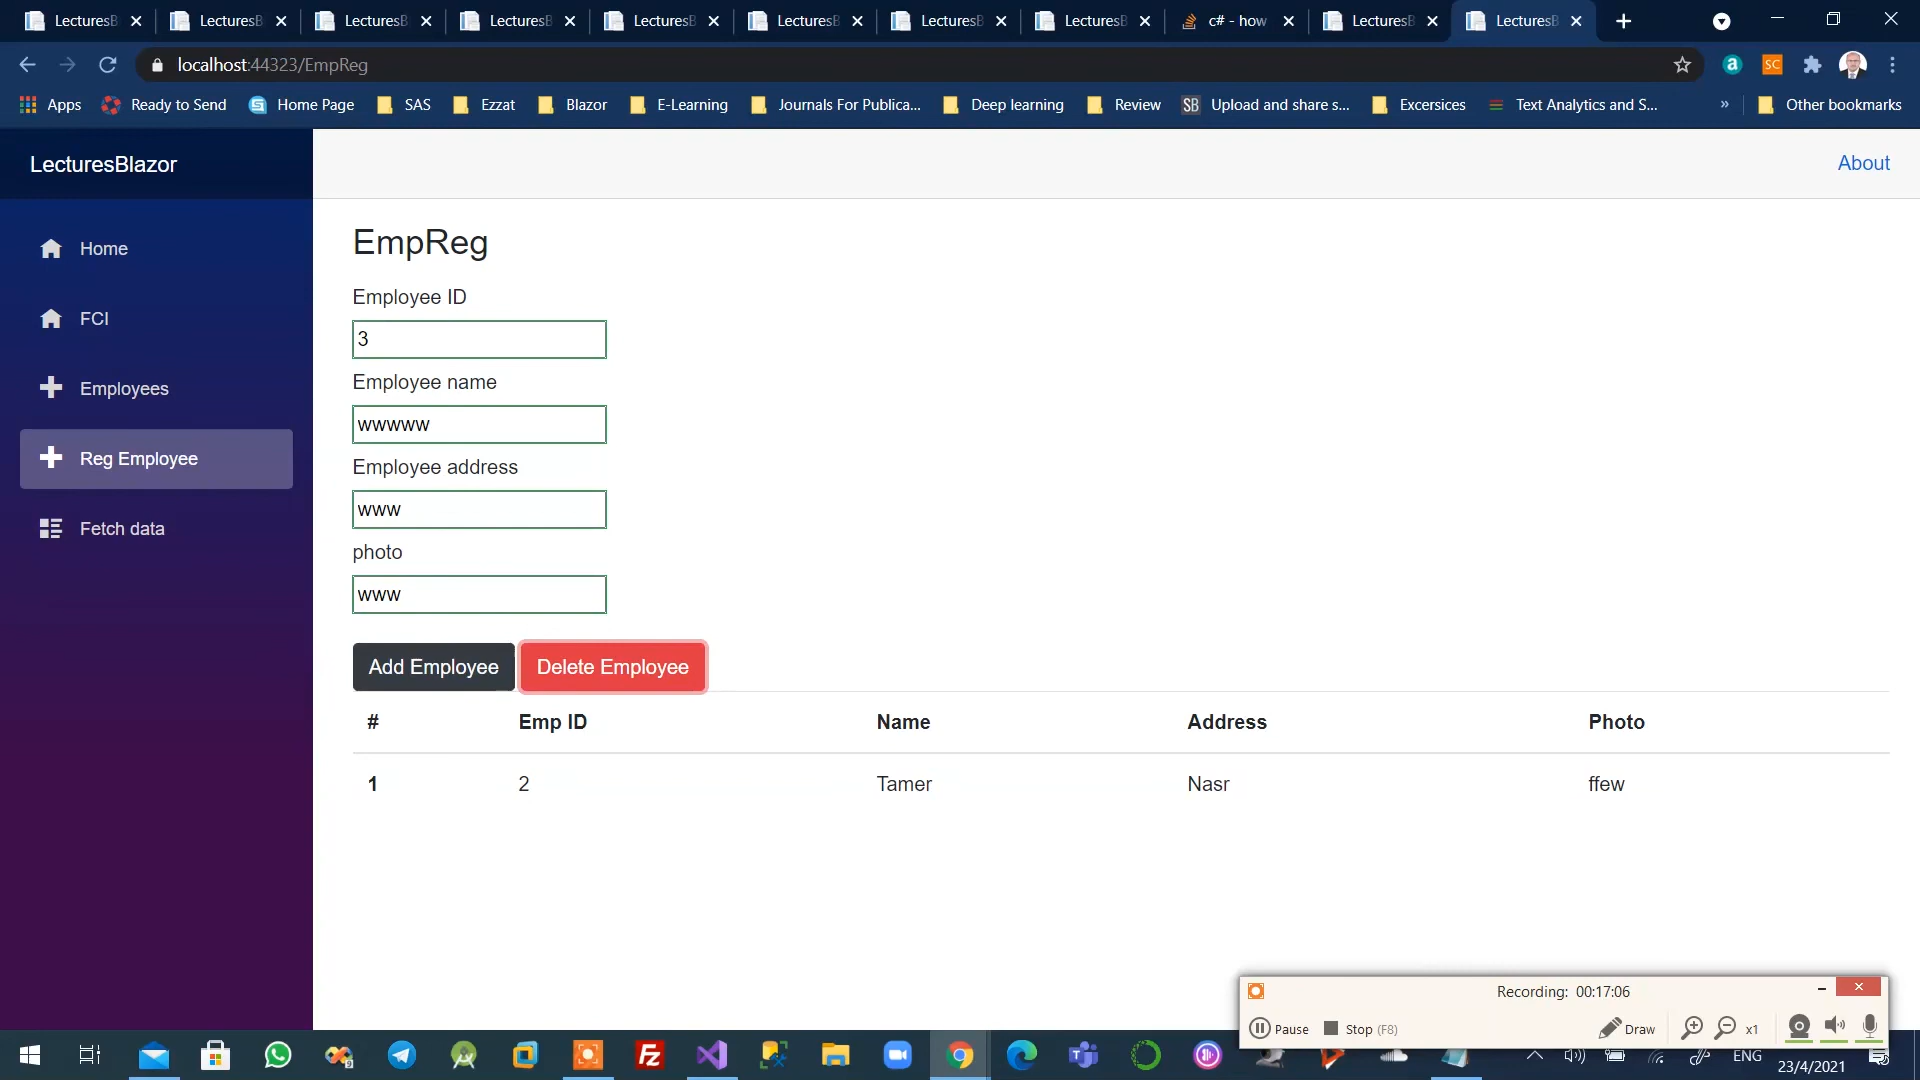 LecturesB LecturesB LecturesB LecturesB LecturesB LecturesB LecturesB LecturesB c# - how LecturesB LecturesB
localhost:44323/EmpReg
Apps Ready to Send Home Page SAS Ezzat Blazor E-Learning Journals For Publica... Deep learning Review SB Upload and share s... Excersices Text Analytics and S... » Other bookmarks
LecturesBlazor
About
Home
FCI
Employees
Reg Employee
Fetch data
EmpReg
Employee ID
3
Employee name
wwwww
Employee address
www
photo
www
Add Employee Delete Employee
# Emp ID Name Address Photo
1 2 Tamer Nasr ffew
Recording: 00:17:06
Pause Stop (F8) Draw x1
ENG
23/4/2021